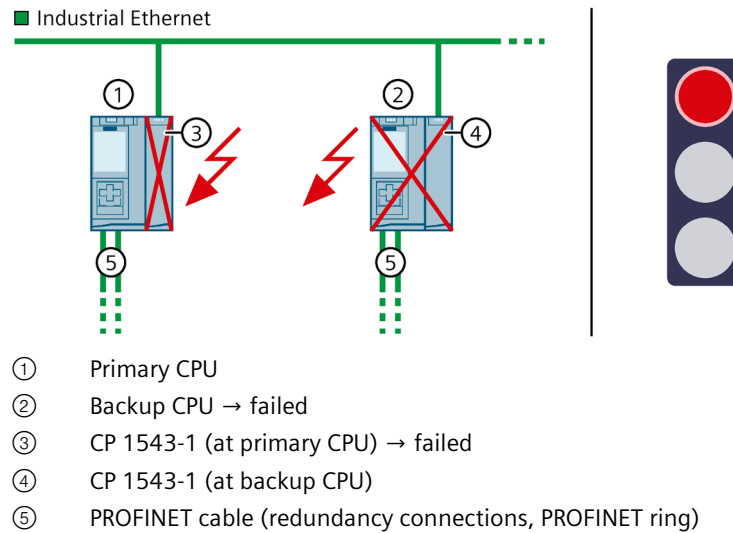 Industrial Ethernet
① ②
③ ④
⑤ ⑤
① Primary CPU
② Backup CPU → failed
③ CP 1543-1 (at primary CPU) → failed
④ CP 1543-1 (at backup CPU)
⑤ PROFINET cable (redundancy connections, PROFINET ring)